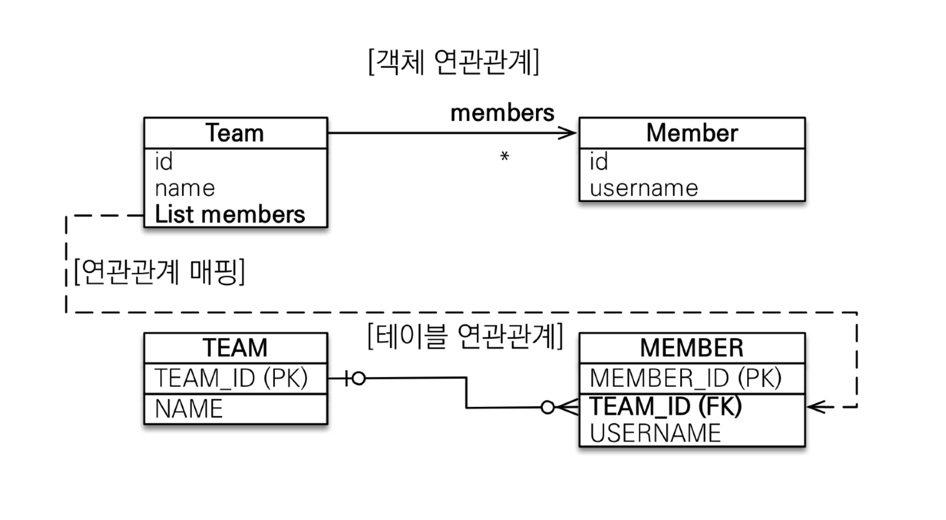 [객체 연관관계]
members
Team
Member
*
id
name
List members
id
username
[연관관계 매핑]
[테이블 연관관계]
TEAM
TEAM_ID (PK)
NAME
MEMBER
MEMBER_ID (PK)
TEAM_ID (FK)
USERNAME